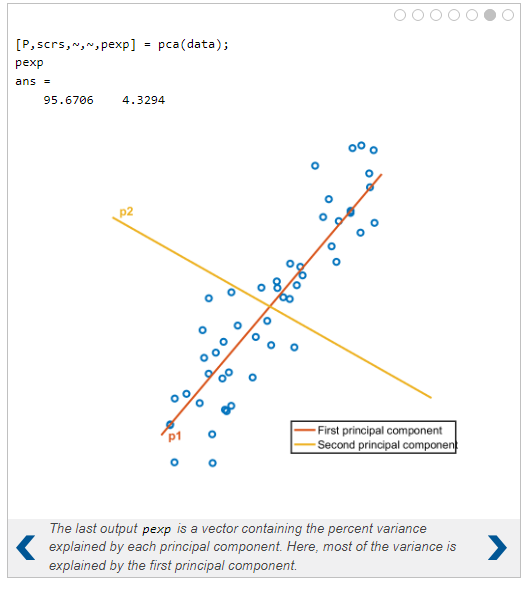 [P,scrs,~,~,pexp] = pca(data);
pexp
ans =
95.6706 4.3294
p2
p1
First principal component
Second principal component
The last output pexp is a vector containing the percent variance
explained by each principal component. Here, most of the variance is
explained by the first principal component.